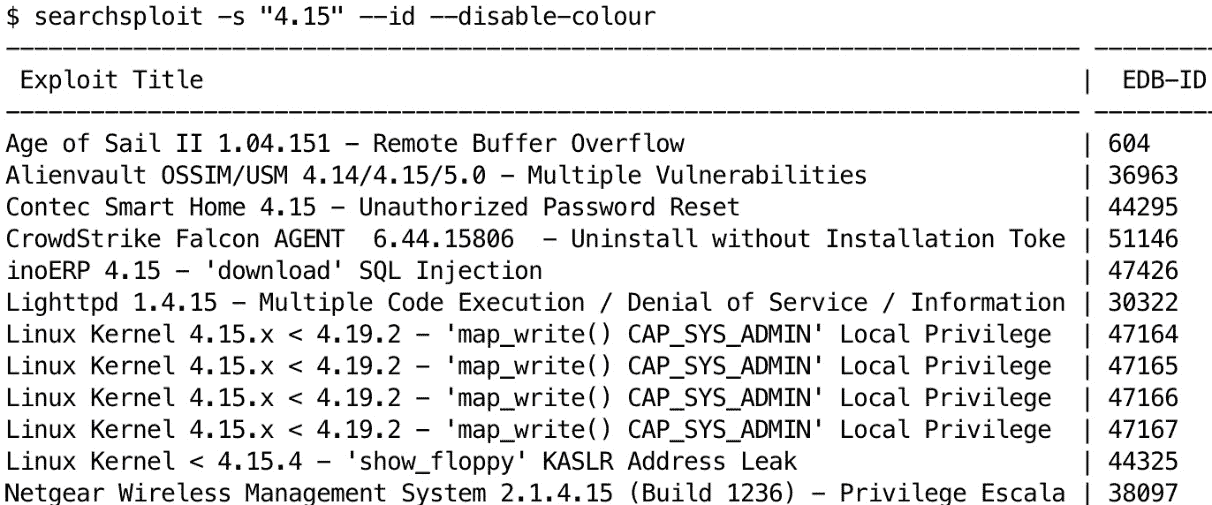 $ searchsploit -s "4.15" --id --disable-colour
--------------------------------------------------------------------------- ---------
Exploit Title | EDB-ID
--------------------------------------------------------------------------- ---------
Age of Sail II 1.04.151 - Remote Buffer Overflow | 604
Alienvault OSSIM/USM 4.14/4.15/5.0 - Multiple Vulnerabilities | 36963
Contec Smart Home 4.15 - Unauthorized Password Reset | 44295
CrowdStrike Falcon AGENT  6.44.15806  - Uninstall without Installation Toke | 51146
inoERP 4.15 - 'download' SQL Injection | 47426
Lighttpd 1.4.15 - Multiple Code Execution / Denial of Service / Information | 30322
Linux Kernel 4.15.x < 4.19.2 - 'map_write() CAP_SYS_ADMIN' Local Privilege | 47164
Linux Kernel 4.15.x < 4.19.2 - 'map_write() CAP_SYS_ADMIN' Local Privilege | 47165
Linux Kernel 4.15.x < 4.19.2 - 'map_write() CAP_SYS_ADMIN' Local Privilege | 47166
Linux Kernel 4.15.x < 4.19.2 - 'map_write() CAP_SYS_ADMIN' Local Privilege | 47167
Linux Kernel < 4.15.4 - 'show_floppy' KASLR Address Leak | 44325
Netgear Wireless Management System 2.1.4.15 (Build 1236) - Privilege Escala | 38097